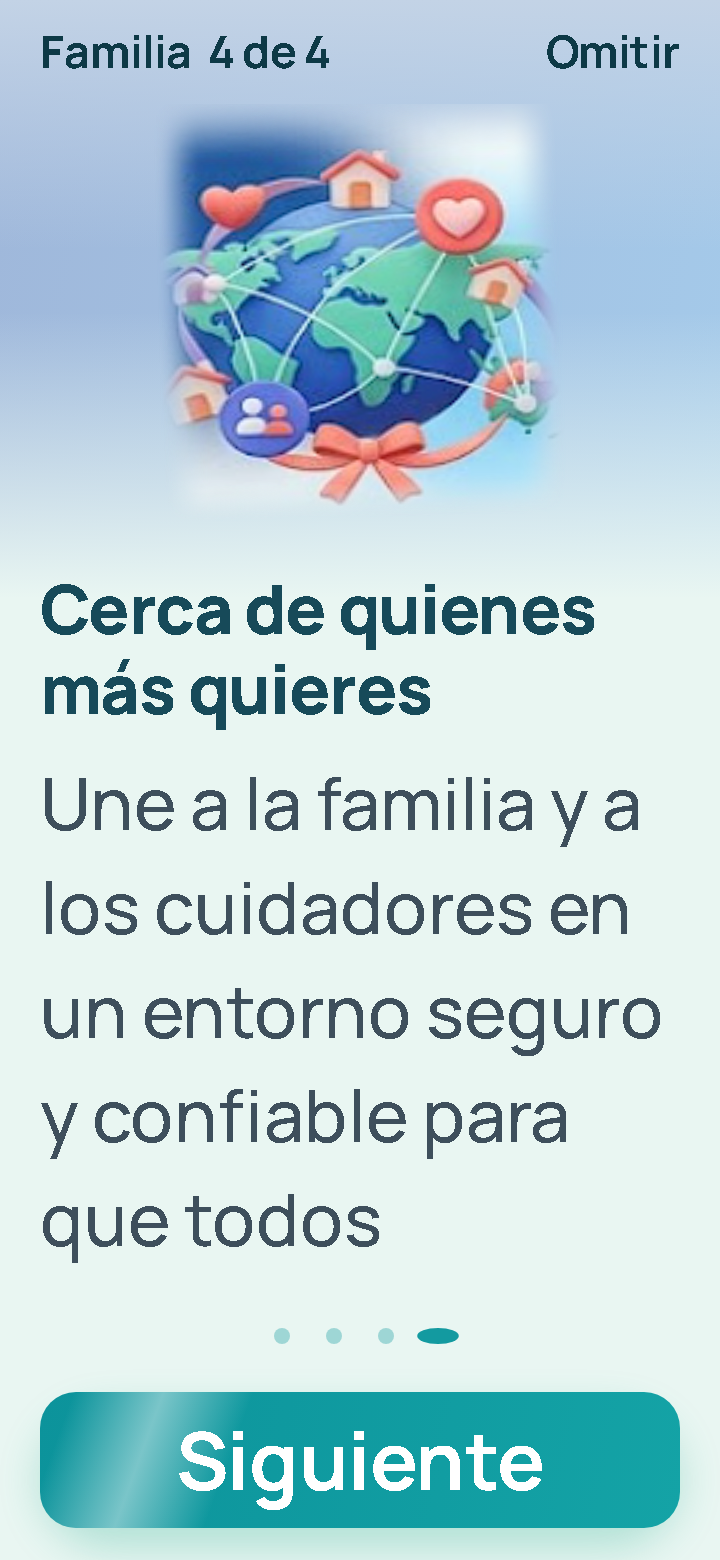 Familia 4 de 4
Omitir
Cerca de quienes
más quieres
Une a la familia y a
los cuidadores en
un entorno seguro
y confiable para
que todos
Siguiente